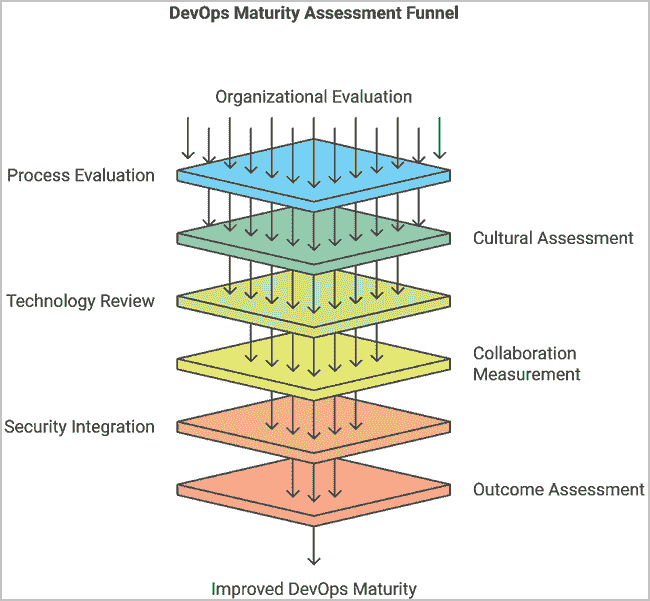 DevOps Maturity Assessment Funnel
Organizational Evaluation
Process Evaluation
Cultural Assessment
Technology Review
Collaboration
Measurement
Security Integration
Outcome Assessment
Improved DevOps Maturity